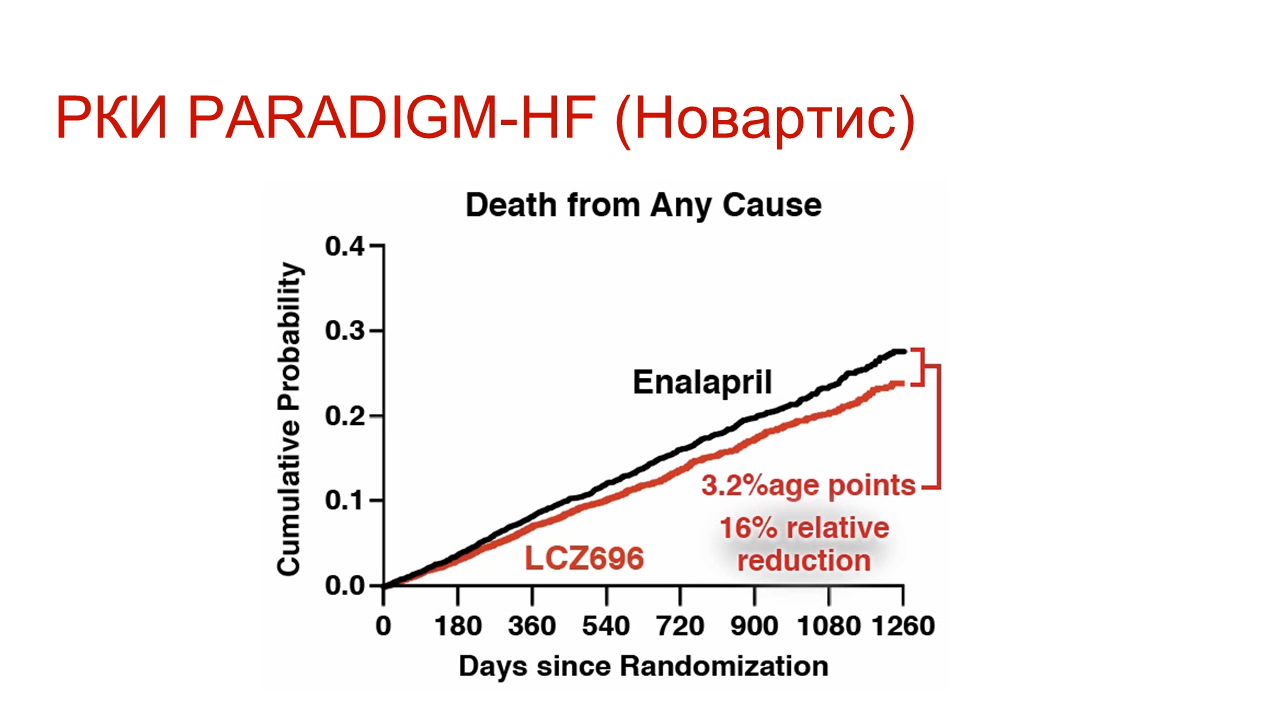 РКИ PARADIGM-HF (Новартис)
Death from Any Cause
Cumulative Probability
0.4
0.3
0.2
0.1
0.0
Enalapril
3.2%age points
16% relative
reduction
LCZ696
0 180 360 540 720 900 1080 1260
Days since Randomization